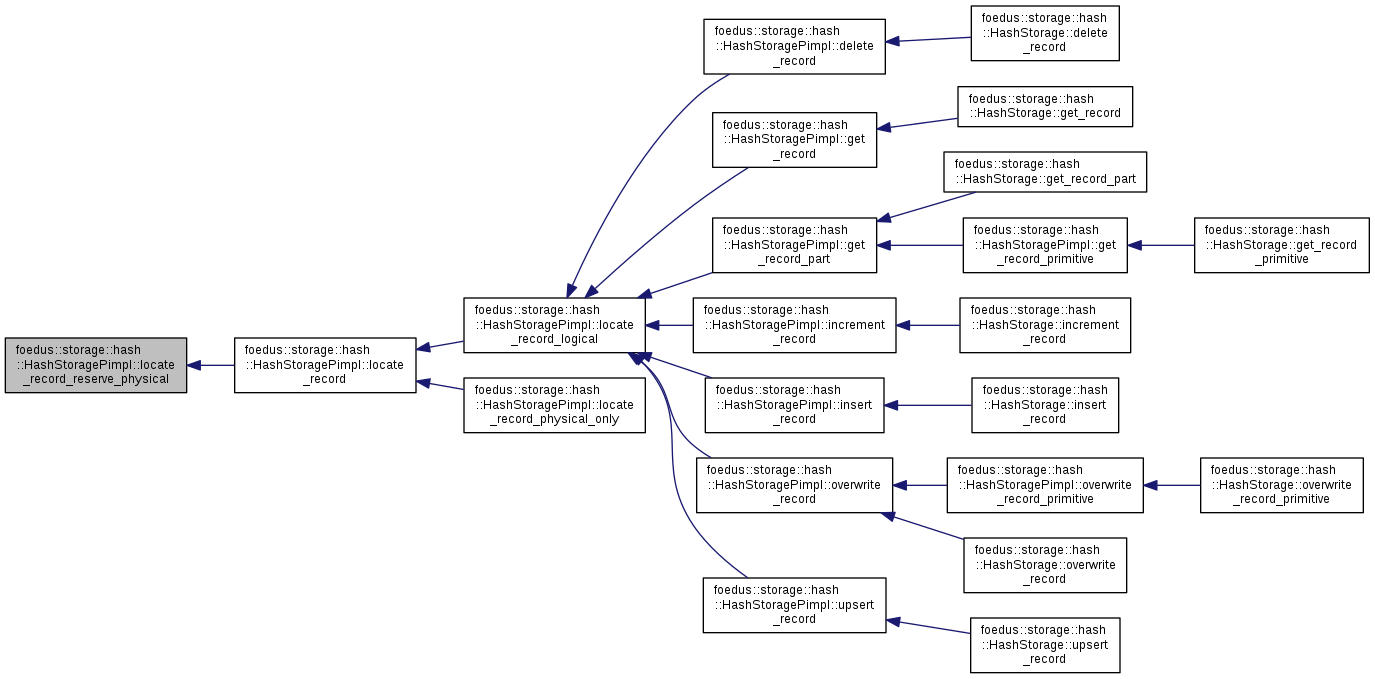 foedus::storage::hash
::HashStoragePimpl::locate
_record_reserve_physical
foedus::storage::hash
::HashStoragePimpl::locate
_record
foedus::storage::hash
::HashStoragePimpl::locate
_record_logical
foedus::storage::hash
::HashStoragePimpl::locate
_record_physical_only
foedus::storage::hash
::HashStoragePimpl::delete
_record
foedus::storage::hash
::HashStorage::delete
_record
foedus::storage::hash
::HashStoragePimpl::get
_record
foedus::storage::hash
::HashStorage::get_record
foedus::storage::hash
::HashStoragePimpl::get
_record_part
foedus::storage::hash
::HashStorage::get_record_part
foedus::storage::hash
::HashStoragePimpl::get
_record_primitive
foedus::storage::hash
::HashStorage::get_record
_primitive
foedus::storage::hash
::HashStoragePimpl::increment
_record
foedus::storage::hash
::HashStorage::increment
_record
foedus::storage::hash
::HashStoragePimpl::insert
_record
foedus::storage::hash
::HashStorage::insert
_record
foedus::storage::hash
::HashStoragePimpl::overwrite
_record
foedus::storage::hash
::HashStoragePimpl::overwrite
_record_primitive
foedus::storage::hash
::HashStorage::overwrite
_record_primitive
foedus::storage::hash
::HashStorage::overwrite
_record
foedus::storage::hash
::HashStoragePimpl::upsert
_record
foedus::storage::hash
::HashStorage::upsert
_record